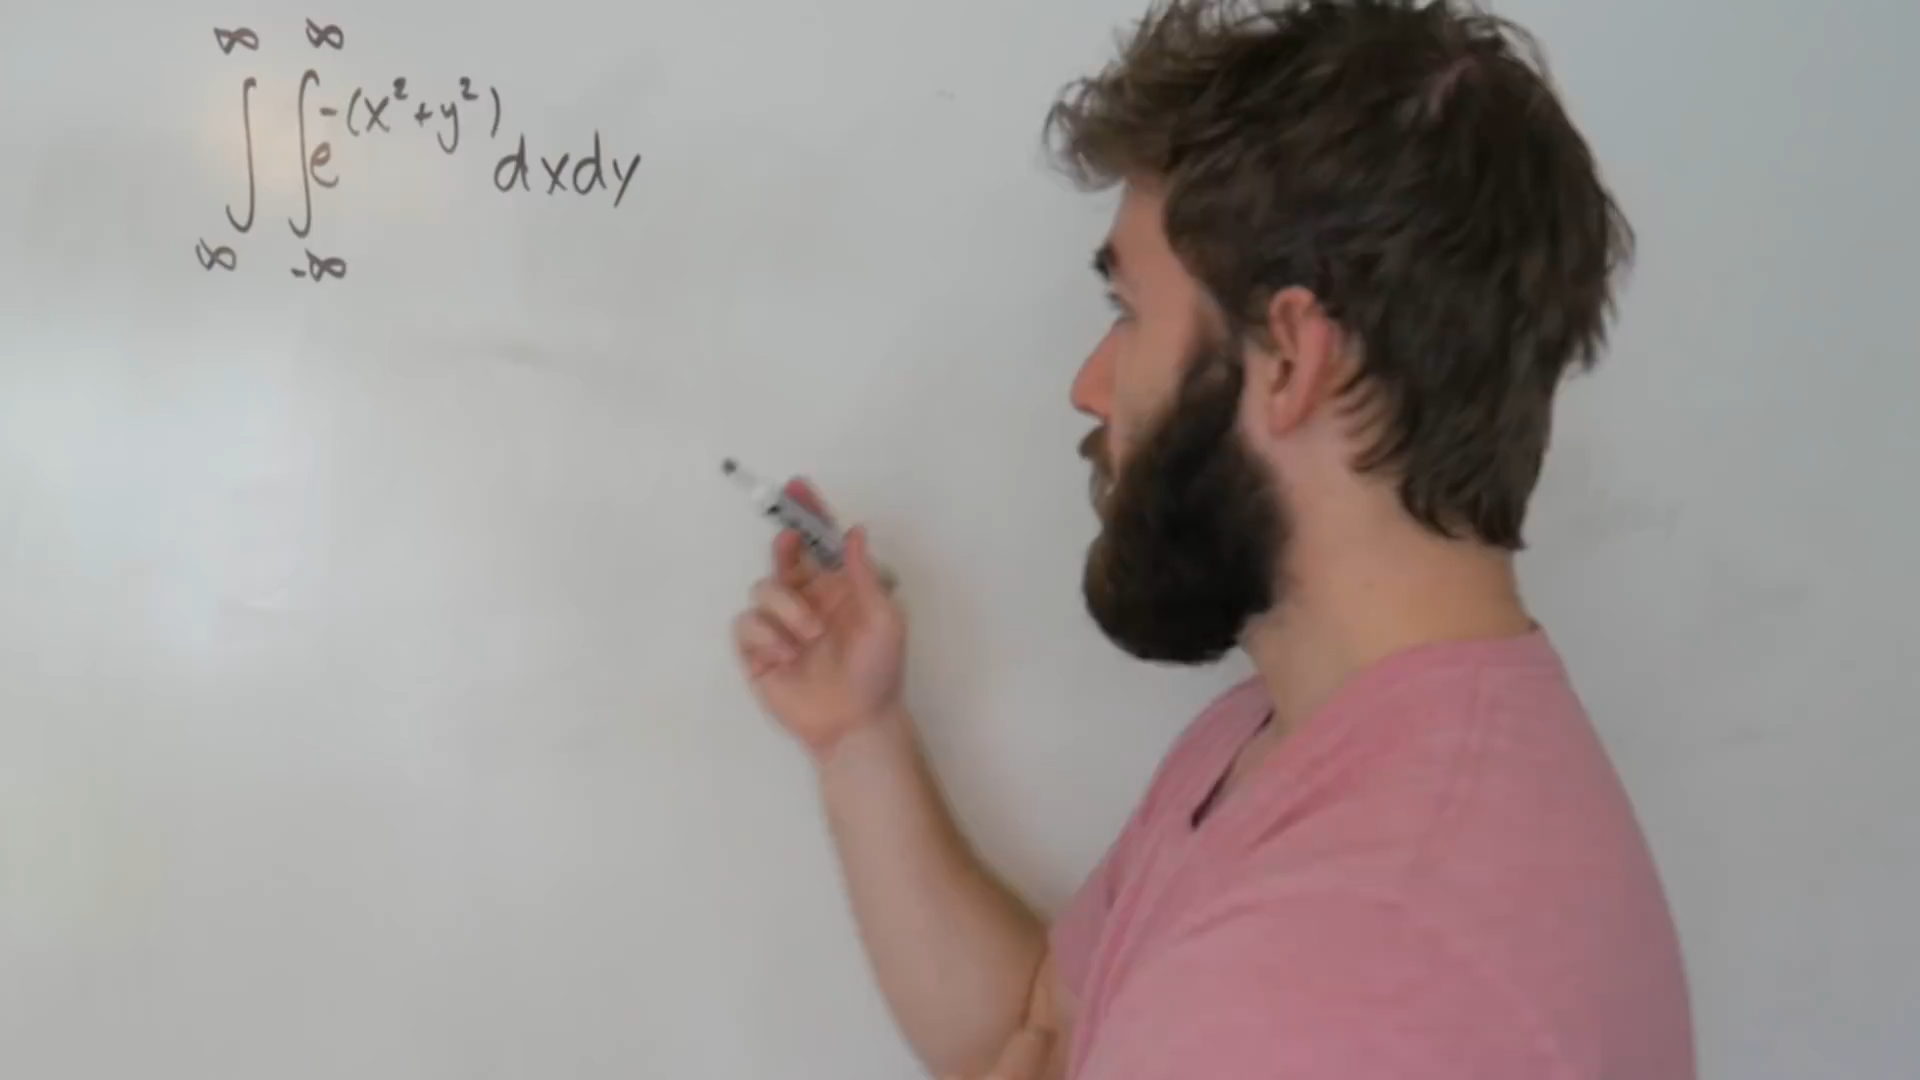 ∫_{∞}^{∞} ∫_{-∞}^{∞} e^{-(x²+y²)} dxdy